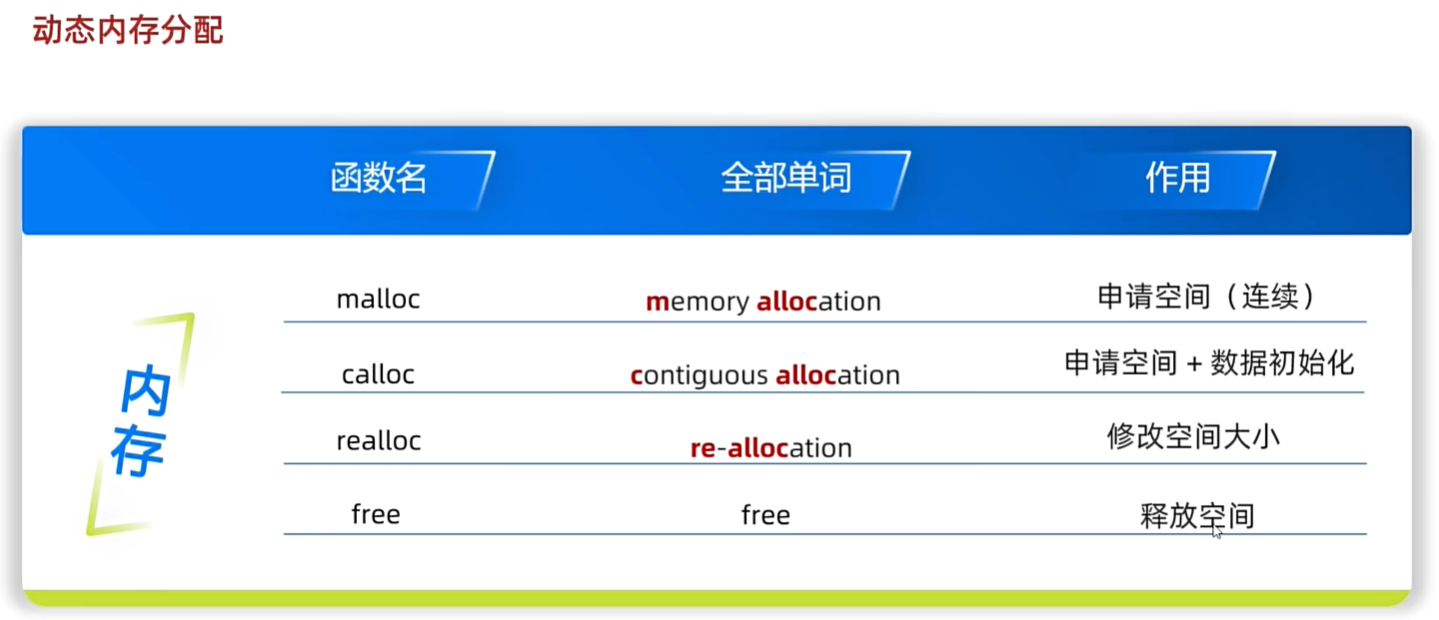 动态内存分配
函数名 全部单词 作用
内存
malloc memory allocation 申请空间（连续）
calloc contiguous allocation 申请空间 + 数据初始化
realloc re-allocation 修改空间大小
free free 释放空间